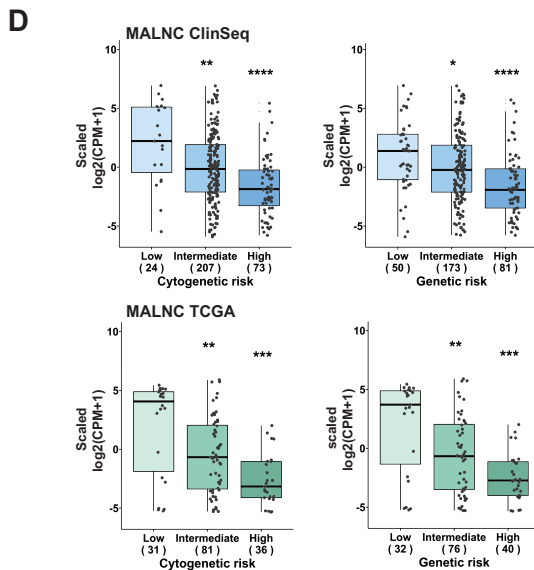 D
MALNC ClinSeq
Scaled
log2(CPM+1)
10
5
0
-5
**
****
Low
Intermediate
High
( 24 )
( 207 )
( 73 )
Cytogenetic risk
Scaled
log2(CPM+1)
10
5
0
-5
*
****
Low
Intermediate
High
( 50 )
( 173 )
( 81 )
Genetic risk
MALNC TCGA
Scaled
log2(CPM+1)
10
5
0
-5
**
***
Low
Intermediate
High
( 31 )
( 81 )
( 36 )
Cytogenetic risk
scaled
log2(CPM+1)
10
5
0
-5
**
***
Low
Intermediate
High
( 32 )
( 76 )
( 40 )
Genetic risk